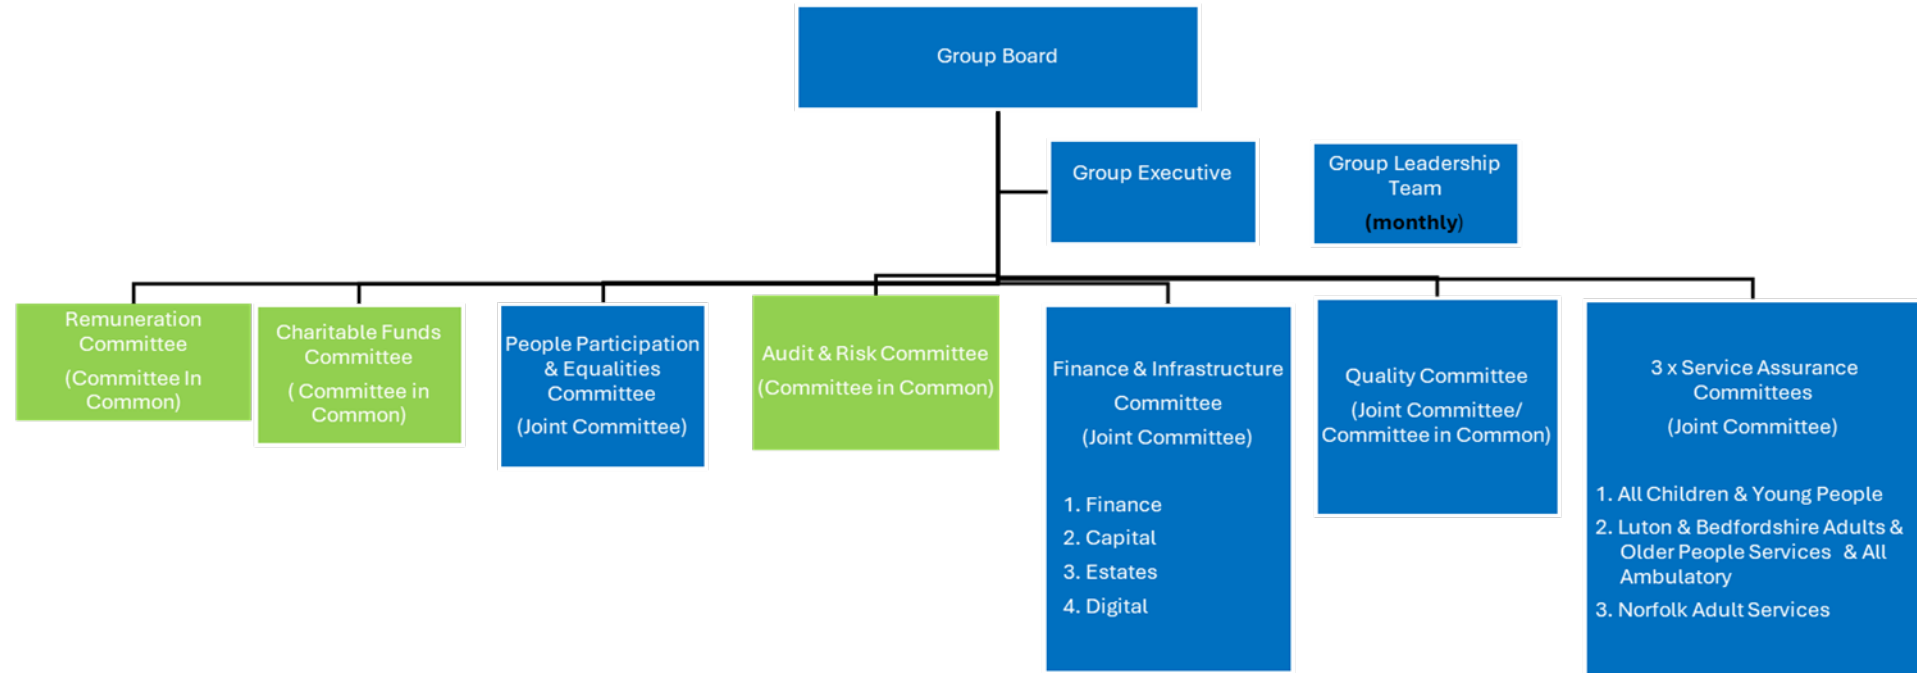 Group Board
Group Executive
Group Leadership
Team
(monthly)
Remuneration
Committee
(Committee In
Common)
Charitable Funds
Committee
( Committee in
Common)
People Participation
& Equalities
Committee
(Joint Committee)
Audit & Risk Committee
(Committee in Common)
Finance & Infrastructure
Committee
(Joint Committee)
1. Finance
2. Capital
3. Estates
4. Digital
Quality Committee
(Joint Committee/
Committee in Common)
3 x Service Assurance
Committees
(Joint Committee)
1. All Children & Young People
2. Luton & Bedfordshire Adults &
Older People Services & All
Ambulatory
3. Norfolk Adult Services